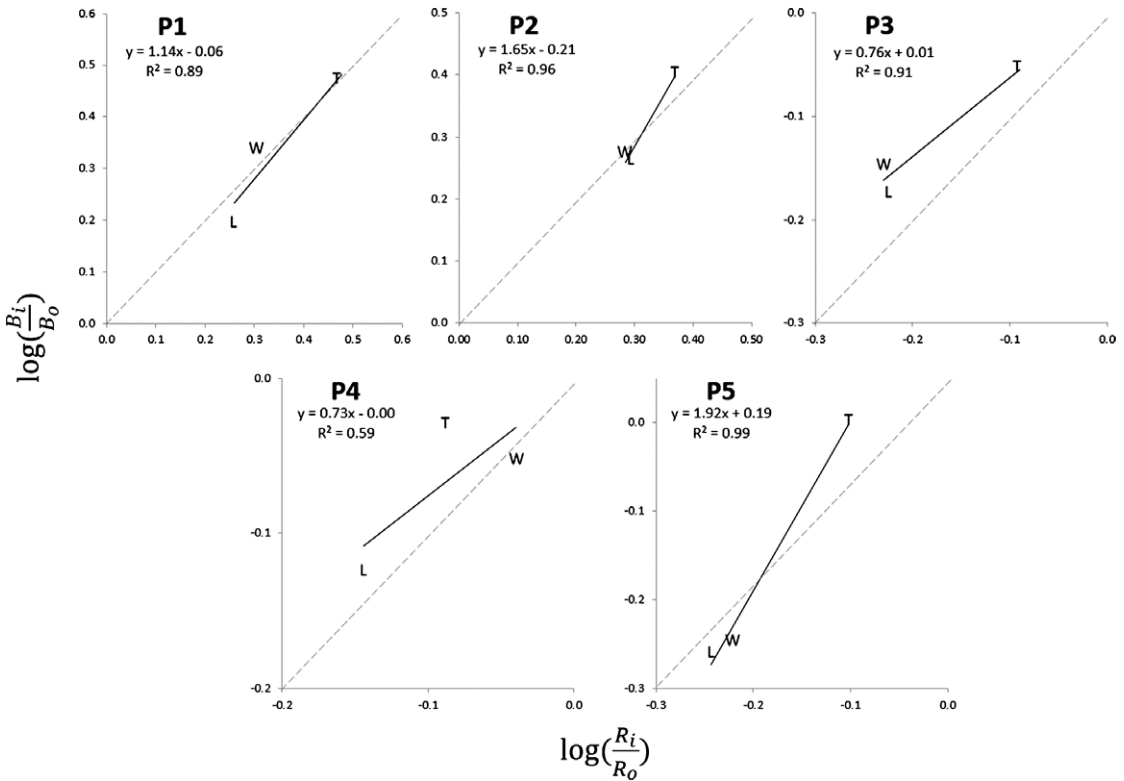 P1
y = 1.14x - 0.06
R² = 0.89
0.6
0.5
0.4
0.3
0.2
0.1
0.0
T
W
L
0.0 0.1 0.2 0.3 0.4 0.5 0.6
P2
y = 1.65x - 0.21
R² = 0.96
0.5
0.4
0.3
0.2
0.1
0.0
T
W
L
0.00 0.10 0.20 0.30 0.40 0.50
P3
y = 0.76x + 0.01
R² = 0.91
0.0
-0.1
-0.2
-0.3
T
W
L
-0.3 -0.2 -0.1 0.0
log(Bi/Bo)
P4
y = 0.73x - 0.00
R² = 0.59
0.0
-0.1
-0.2
T
W
L
-0.2 -0.1 0.0
P5
y = 1.92x + 0.19
R² = 0.99
0.0
-0.1
-0.2
-0.3
T
W
L
-0.3 -0.2 -0.1 0.0
log(Ri/Ro)